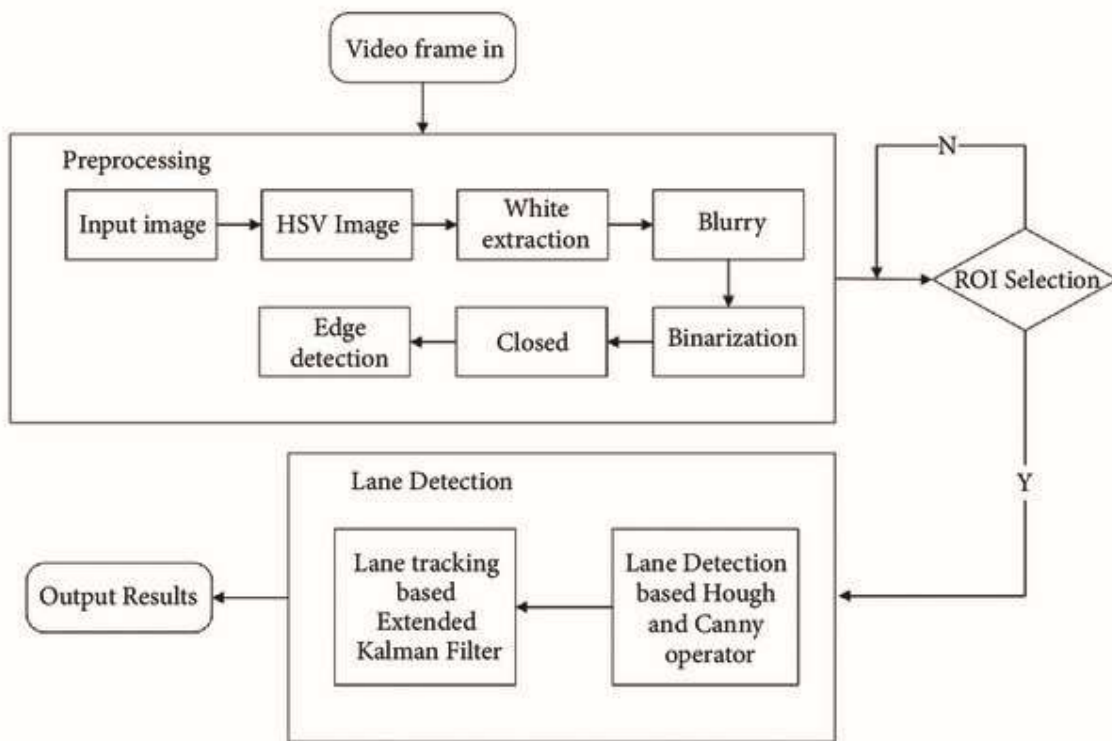 Video frame in
Preprocessing
Input image
HSV Image
White
extraction
Blurry
Edge
detection
Closed
Binarization
N
ROI Selection
Y
Lane Detection
Lane tracking
based
Extended
Kalman Filter
Lane Detection
based Hough
and Canny
operator
Output Results